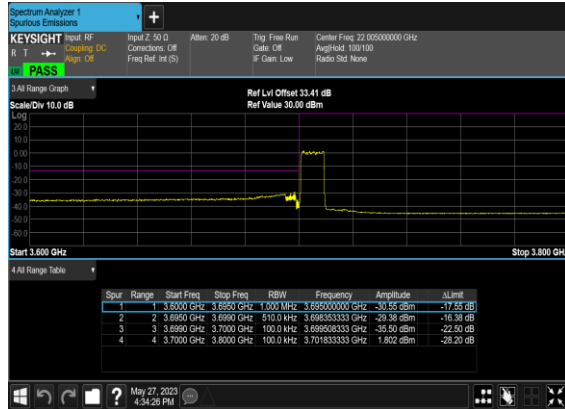 Spectrum Analyzer 1
Spurious Emissions
+
KEYSIGHT Input: RF Input Z: 50 Ω Atten: 20 dB Trig: Free Run Center Freq: 22.005000000 GHz
R T Coupling: DC Corrections: Off Gate: Off Avg|Hold: 100/100
Align: Off Freq Ref: Int (S) IF Gain: Low Radio Std: None
PASS
3 All Range Graph
Ref Lvl Offset 33.41 dB
Scale/Div 10.0 dB Ref Value 30.00 dBm
Log
20.0
10.0
0.00
-10.0
-20.0
-30.0
-40.0
-50.0
-60.0
Start 3.600 GHz Stop 3.800 GH
4 All Range Table
Spur Range Start Freq Stop Freq RBW Frequency Amplitude ΔLimit
1 1 3.6000 GHz 3.6950 GHz 1.000 MHz 3.695000000 GHz -30.55 dBm -17.55 dB
2 2 3.6950 GHz 3.6990 GHz 510.0 kHz 3.698353333 GHz -29.38 dBm -16.38 dB
3 3 3.6990 GHz 3.7000 GHz 100.0 kHz 3.699508333 GHz -35.50 dBm -22.50 dB
4 4 3.7000 GHz 3.8000 GHz 100.0 kHz 3.701833333 GHz 1.802 dBm -28.20 dB
? May 27, 2023
4:34:26 PM